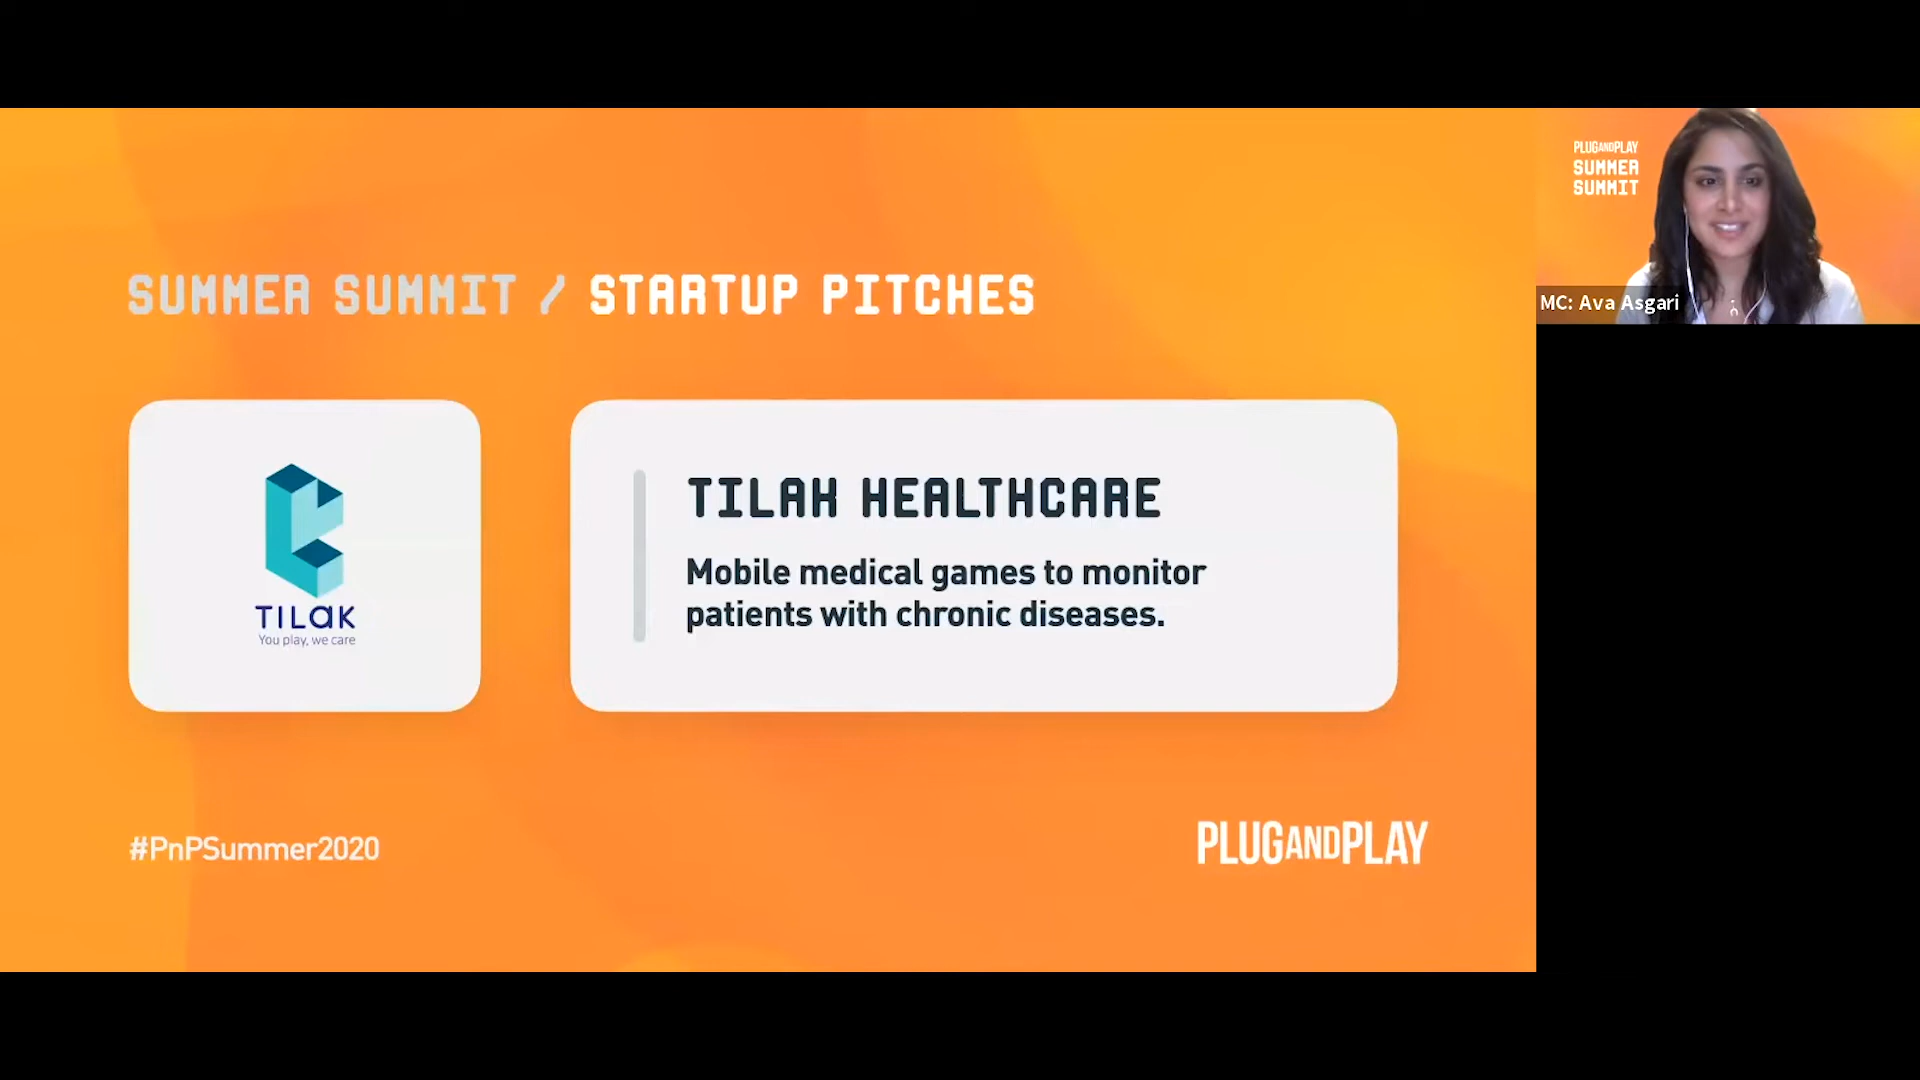 SUMMER SUMMIT / STARTUP PITCHES
TILAK
You play, we care
TILAK HEALTHCARE
Mobile medical games to monitor
patients with chronic diseases.
#PnPSummer2020
PLUGANDPLAY
PLUGANDPLAY
SUMMER
SUMMIT
MC: Ava Asgari